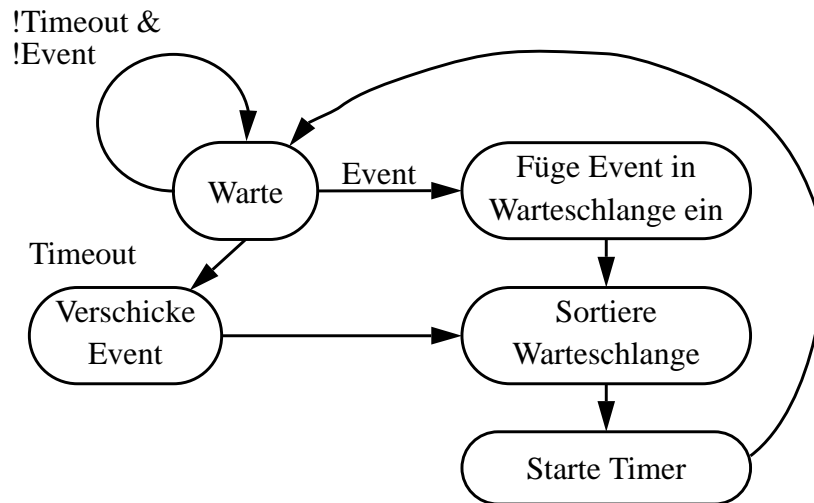 !Timeout &
!Event
Warte
Event
Füge Event in
Warteschlange ein
Timeout
Verschicke
Event
Sortiere
Warteschlange
Starte Timer